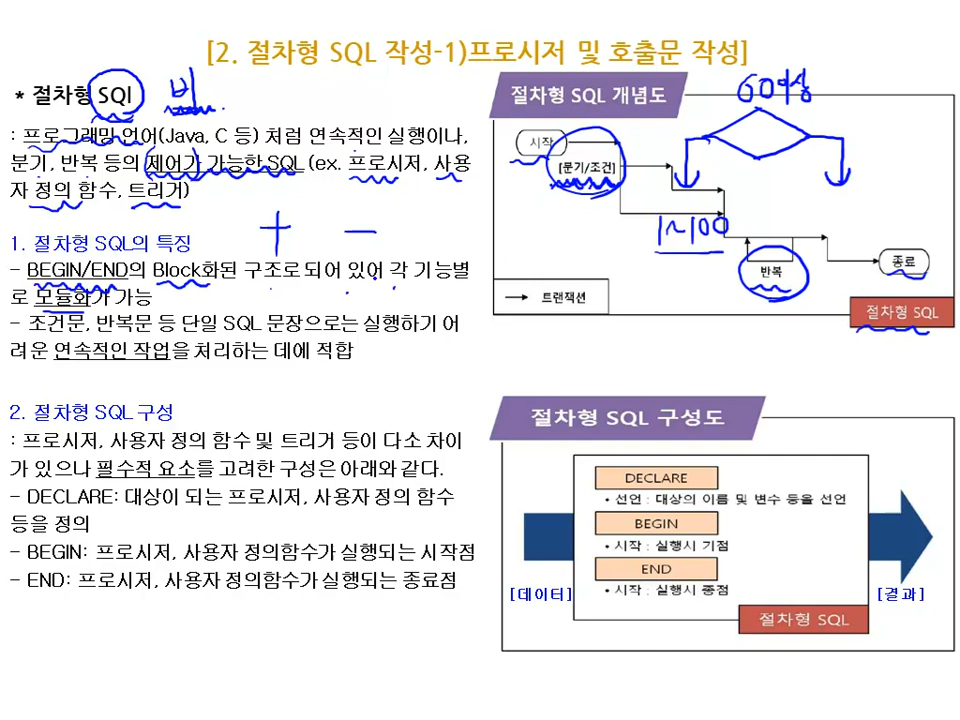 [2. 절차형 SQL 작성-1)프로시저 및 호출문 작성]
* 절차형 SQl
비
: 프로그래밍 언어(Java, C 등) 처럼 연속적인 실행이나,
분기, 반복 등의 제어가 가능한 SQL (ex. 프로시저, 사용
자 정의 함수, 트리거)
+ -
1. 절차형 SQL의 특징
- BEGIN/END의 Block화된 구조로 되어 있어 각 기능별
로 모듈화가 가능
- 조건문, 반복문 등 단일 SQL 문장으로는 실행하기 어
려운 연속적인 작업을 처리하는 데에 적합
2. 절차형 SQL 구성
: 프로시저, 사용자 정의 함수 및 트리거 등이 다소 차이
가 있으나 필수적 요소를 고려한 구성은 아래와 같다.
- DECLARE: 대상이 되는 프로시저, 사용자 정의 함수
등을 정의
- BEGIN: 프로시저, 사용자 정의함수가 실행되는 시작점
- END: 프로시저, 사용자 정의함수가 실행되는 종료점
절차형 SQL 개념도
60이상
시작
[분기/조건]
1~100
반복
종료
트랜잭션
절차형 SQL
절차형 SQL 구성도
DECLARE
• 선언 : 대상의 이름 및 변수 등을 선언
BEGIN
• 시작 : 실행시 기점
END
• 시작 : 실행시 종점
[데이터]
[결과]
절차형 SQL